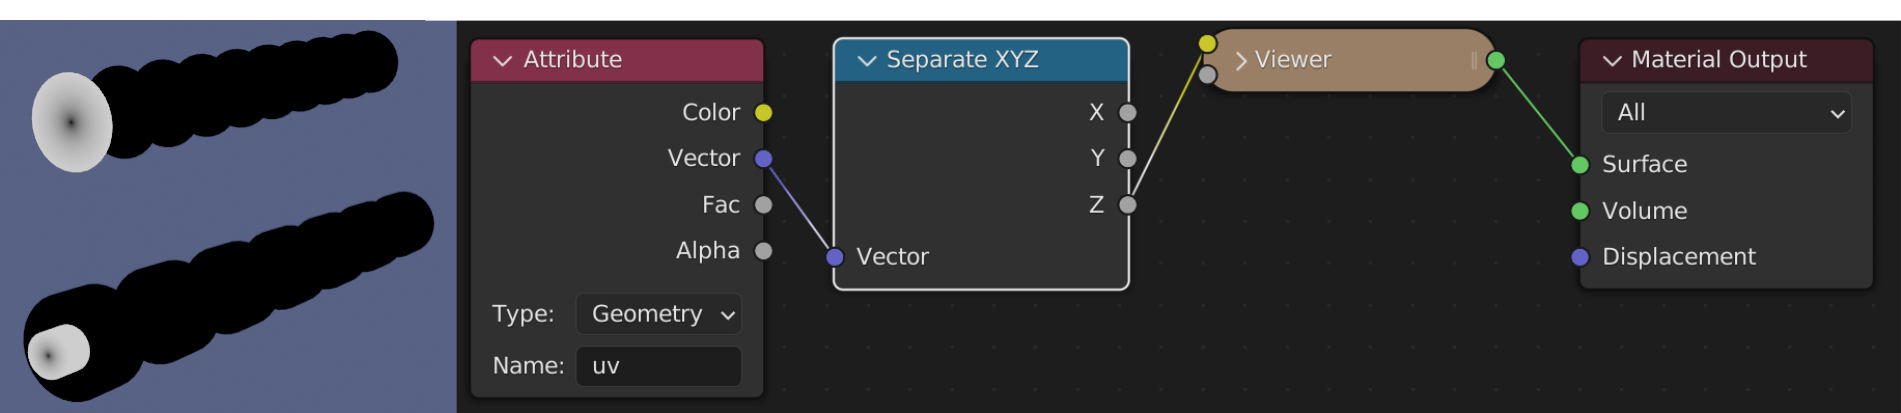 Attribute
Color
Vector
Fac
Alpha
Type: Geometry
Name: uv
Separate XYZ
X
Y
Z
Vector
Viewer
Material Output
All
Surface
Volume
Displacement